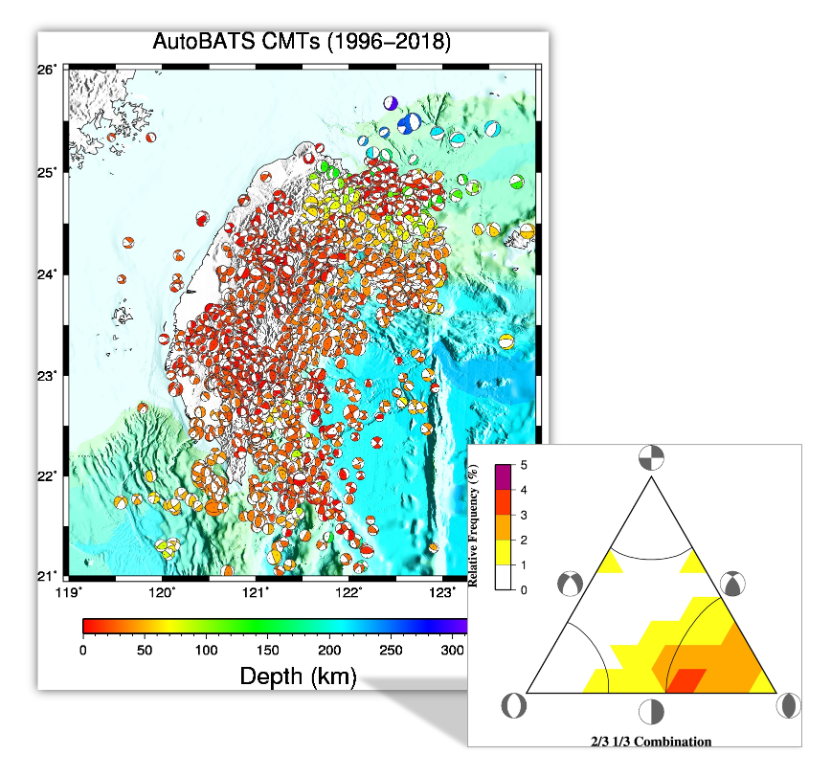 AutoBATS CMTs (1996−2018)
26°
25°
24°
23°
22°
21°
119° 120° 121° 122° 123°
0 50 100 150 200 250 300
Depth (km)
Relative Frequency (%)
5
4
3
2
1
0
2/3 1/3 Combination